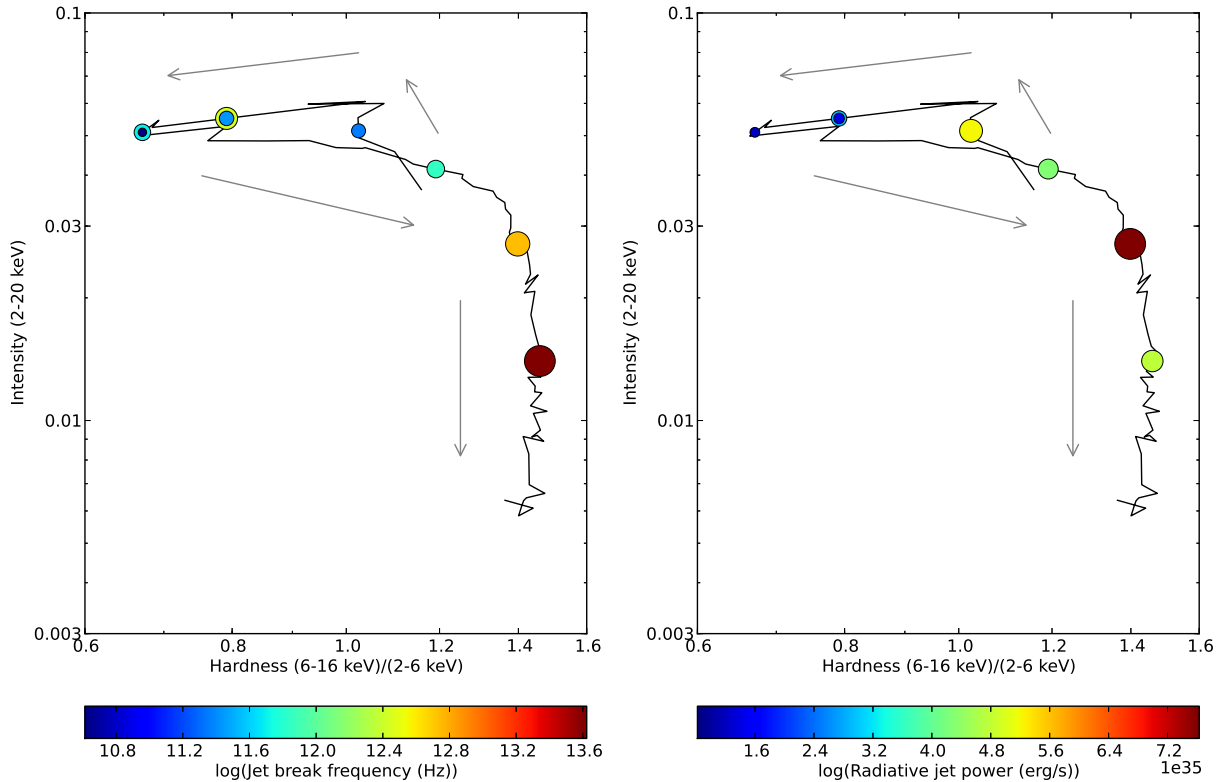 0.1
0.03
0.01
0.003
Intensity (2-20 keV)
0.6 0.8 1.0 1.2 1.4 1.6
Hardness (6-16 keV)/(2-6 keV)
10.8 11.2 11.6 12.0 12.4 12.8 13.2 13.6
log(Jet break frequency (Hz))
0.1
0.03
0.01
0.003
Intensity (2-20 keV)
0.6 0.8 1.0 1.2 1.4 1.6
Hardness (6-16 keV)/(2-6 keV)
1.6 2.4 3.2 4.0 4.8 5.6 6.4 7.2
1e35
log(Radiative jet power (erg/s))